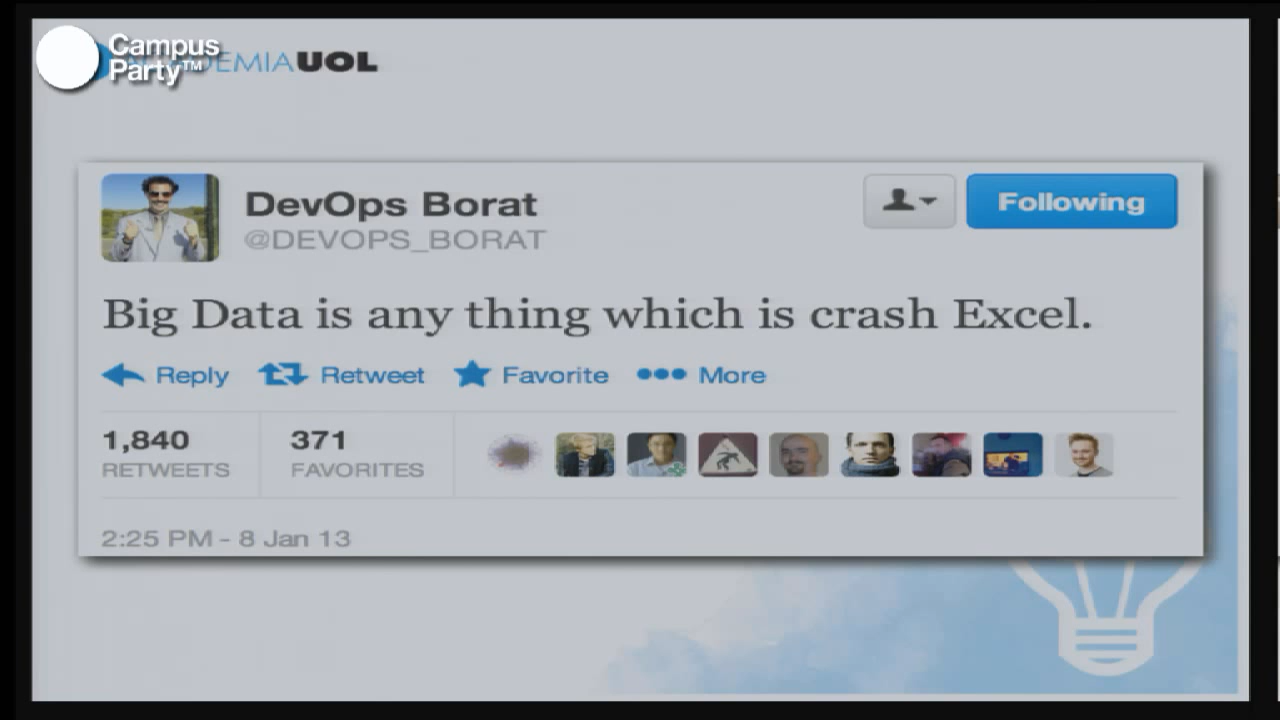 Campus
Party™
EMIAUOL
DevOps Borat
@DEVOPS_BORAT
Following
Big Data is any thing which is crash Excel.
Reply Retweet Favorite More
1,840 371
RETWEETS FAVORITES
2:25 PM - 8 Jan 13